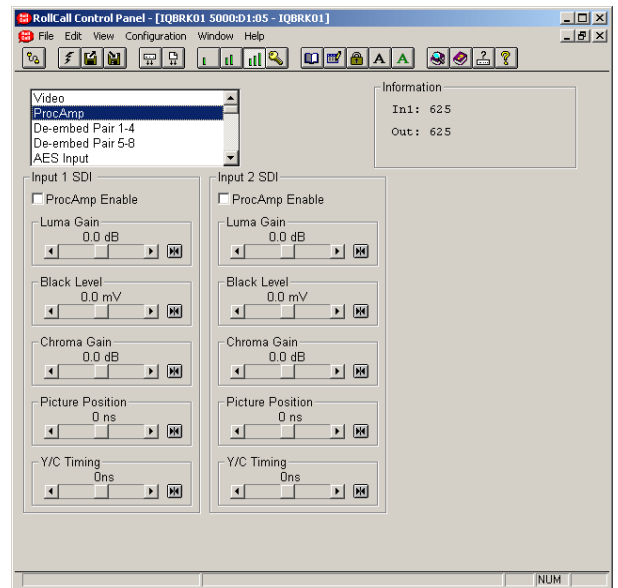 RollCall Control Panel - [IQBRK01 5000:D1:05 - IQBRK01]
File Edit View Configuration Window Help
A A
Video
ProcAmp
De-embed Pair 1-4
De-embed Pair 5-8
AES Input
Information
In1: 625
Out: 625
Input 1 SDI
ProcAmp Enable
Luma Gain
0.0 dB
Black Level
0.0 mV
Chroma Gain
0.0 dB
Picture Position
0 ns
Y/C Timing
0ns
Input 2 SDI
ProcAmp Enable
Luma Gain
0.0 dB
Black Level
0.0 mV
Chroma Gain
0.0 dB
Picture Position
0 ns
Y/C Timing
0ns
NUM